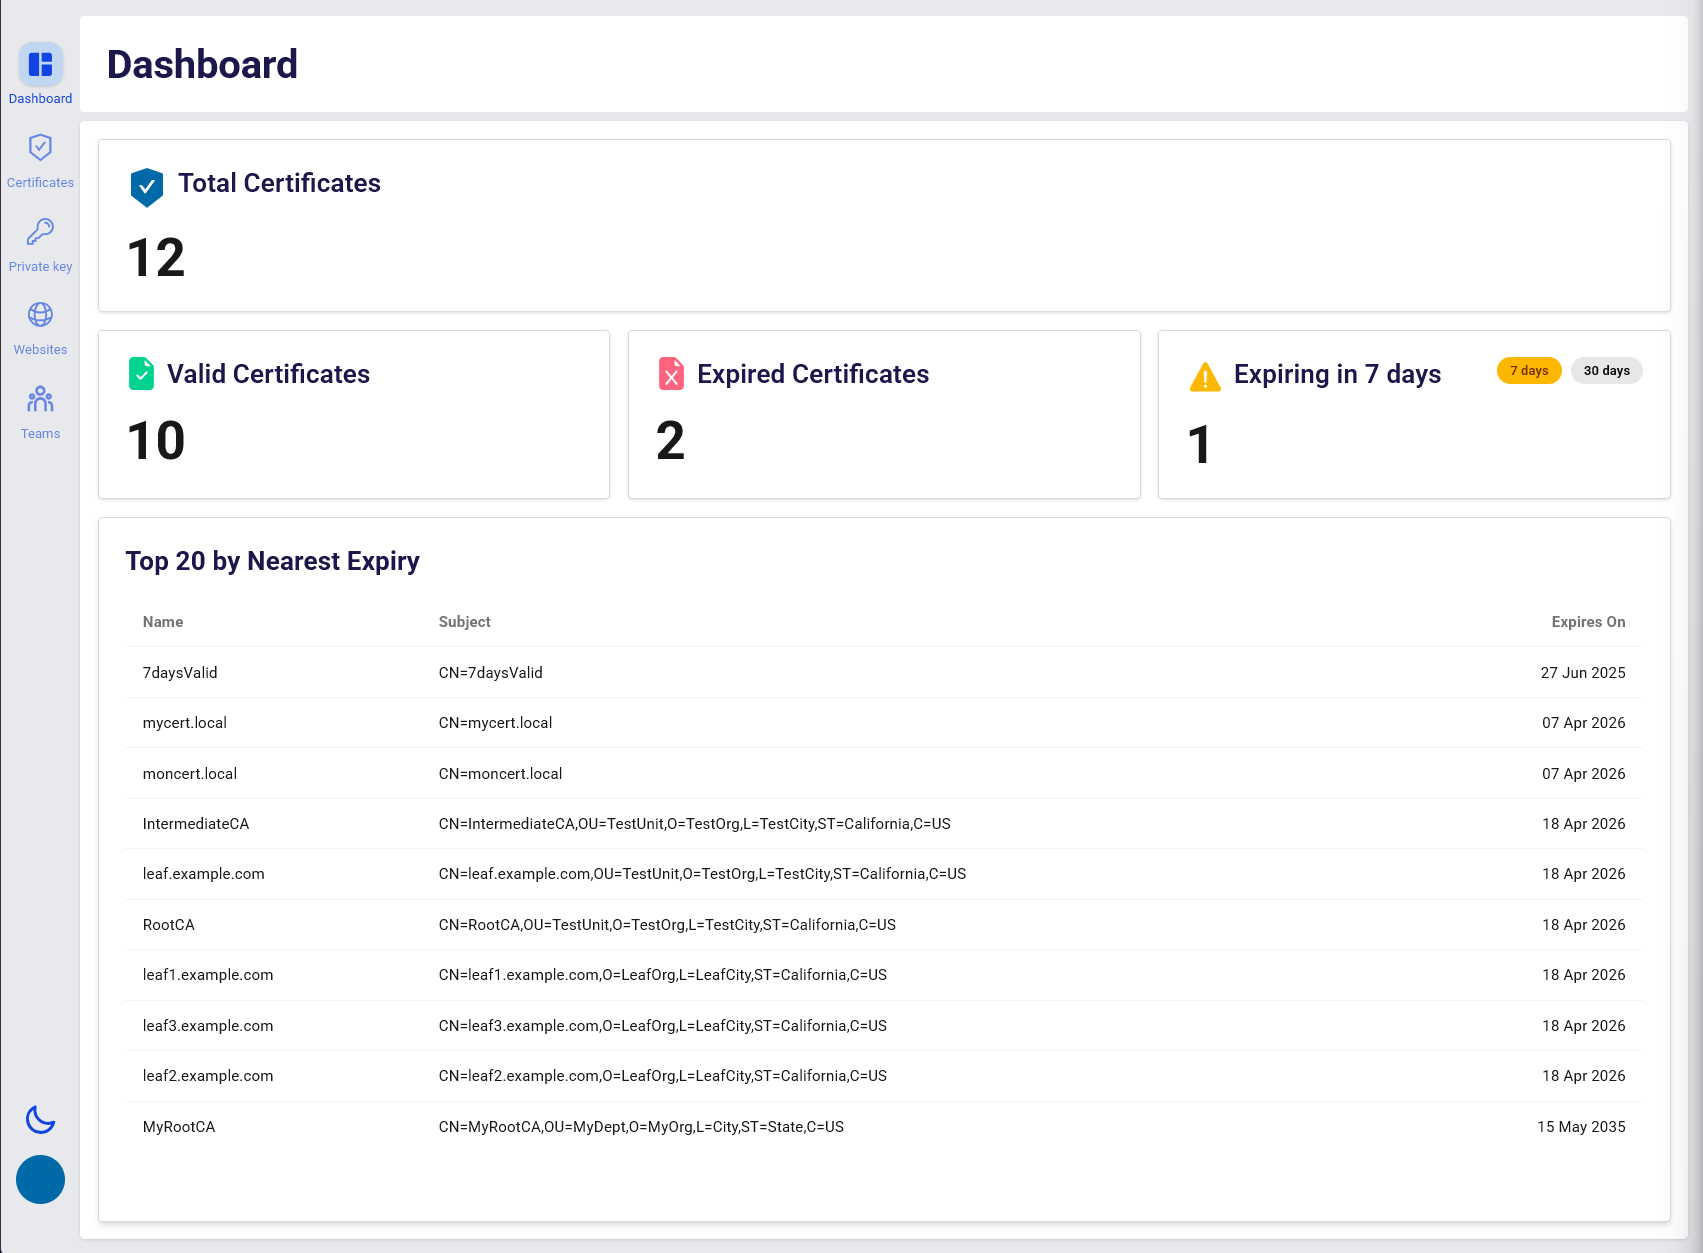 Dashboard
Dashboard
Certificates
Private key
Websites
Teams
Total Certificates
12
Valid Certificates
10
Expired Certificates
2
Expiring in 7 days
7 days
30 days
1
Top 20 by Nearest Expiry
Name Subject Expires On
7daysValid CN=7daysValid 27 Jun 2025
mycert.local CN=mycert.local 07 Apr 2026
moncert.local CN=moncert.local 07 Apr 2026
IntermediateCA CN=IntermediateCA,OU=TestUnit,O=TestOrg,L=TestCity,ST=California,C=US 18 Apr 2026
leaf.example.com CN=leaf.example.com,OU=TestUnit,O=TestOrg,L=TestCity,ST=California,C=US 18 Apr 2026
RootCA CN=RootCA,OU=TestUnit,O=TestOrg,L=TestCity,ST=California,C=US 18 Apr 2026
leaf1.example.com CN=leaf1.example.com,O=LeafOrg,L=LeafCity,ST=California,C=US 18 Apr 2026
leaf3.example.com CN=leaf3.example.com,O=LeafOrg,L=LeafCity,ST=California,C=US 18 Apr 2026
leaf2.example.com CN=leaf2.example.com,O=LeafOrg,L=LeafCity,ST=California,C=US 18 Apr 2026
MyRootCA CN=MyRootCA,OU=MyDept,O=MyOrg,L=City,ST=State,C=US 15 May 2035